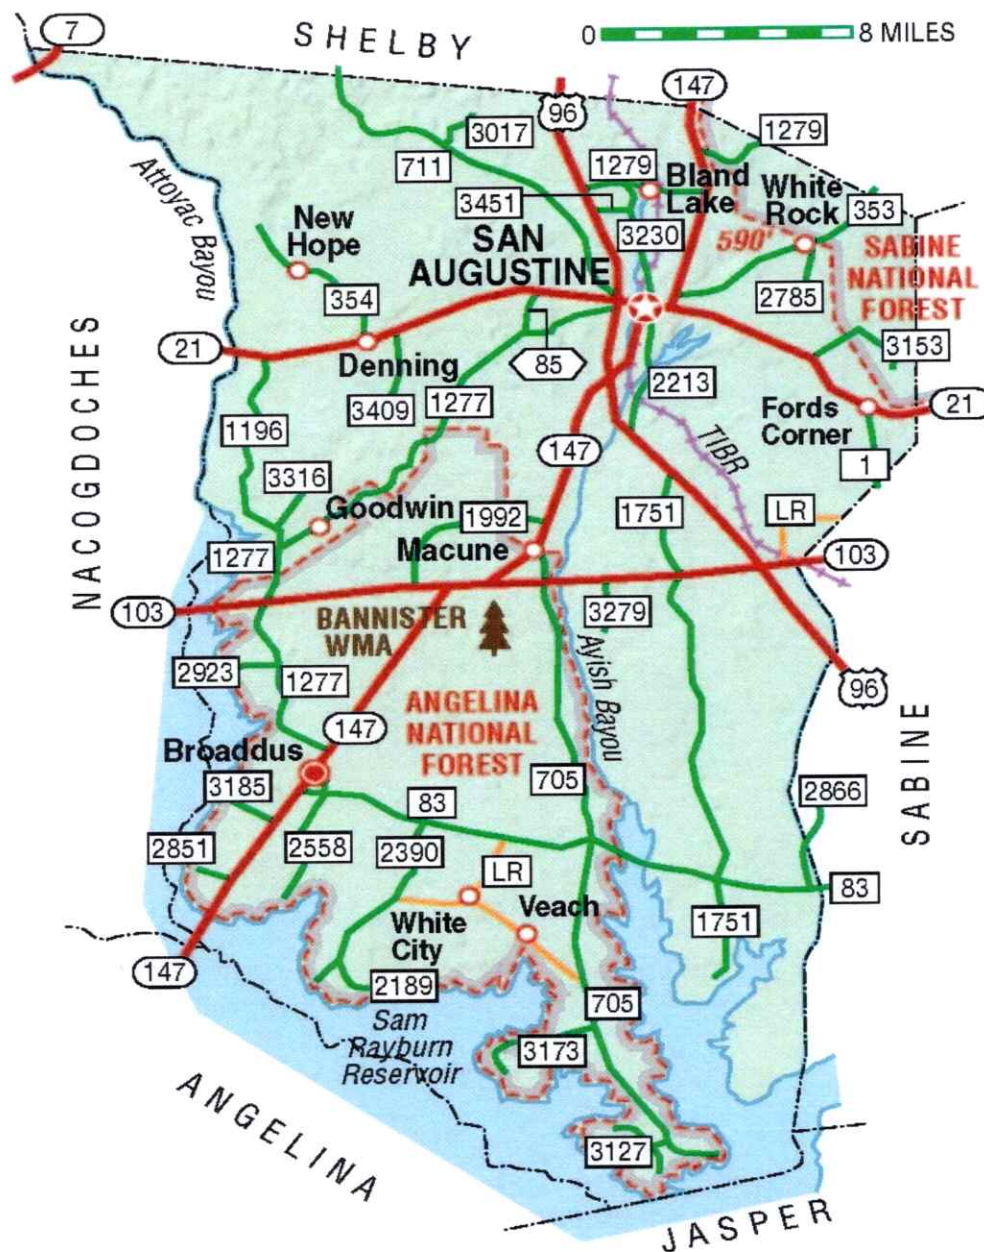 7
SHELBY
0
8 MILES
147
96
3017
1279
711
1279
Bland
Lake
White
Rock
353
3451
New
Hope
SAN
AUGUSTINE
3230
590'
SABINE
NATIONAL
FOREST
Attoyac Bayou
354
2785
21
Denning
85
3153
2213
NACOGDOCHES
3409
1277
Fords
Corner
21
1196
147
TIBR
1
3316
Goodwin
1992
1751
LR
1277
Macune
103
103
BANNISTER
WMA
3279
Ayish Bayou
2923
1277
96
147
ANGELINA
NATIONAL
FOREST
SABINE
Broaddus
3185
83
705
2866
2851
2558
2390
LR
83
White
City
Veach
1751
147
2189
705
Sam
Rayburn
Reservoir
3173
ANGELINA
3127
JASPER